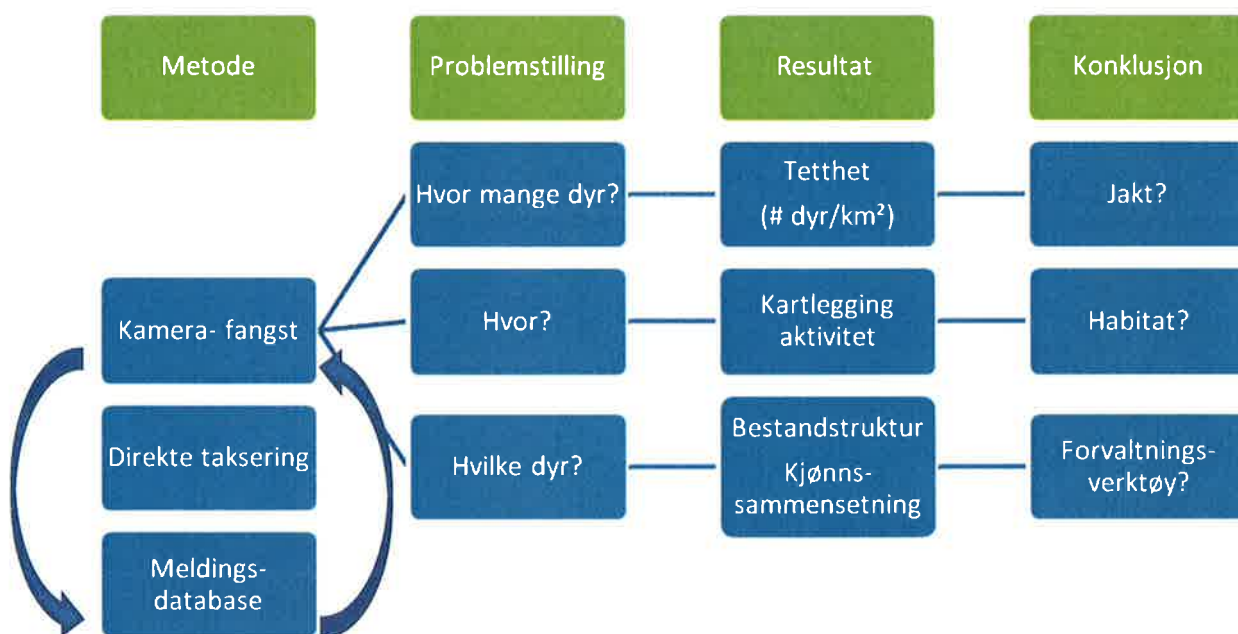 Metode
Problemstilling
Resultat
Konklusjon
Hvor mange dyr?
Tetthet
(# dyr/km²)
Jakt?
Kamera- fangst
Hvor?
Kartlegging
aktivitet
Habitat?
Direkte taksering
Hvilke dyr?
Bestandstruktur
Kjønns-
sammensetning
Forvaltnings-
verktøy?
Meldings-
database